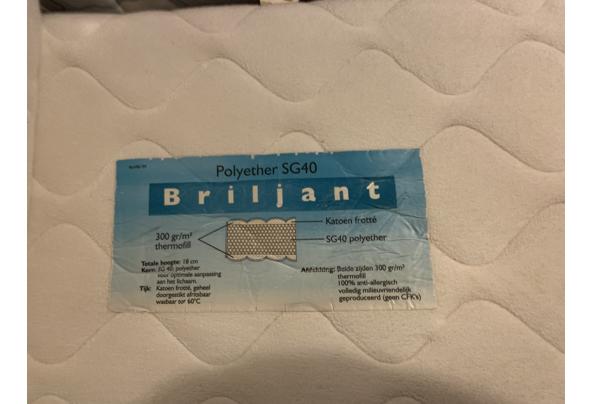 Polyether SG40
Briljant
300 gr/m²
thermofill
Katoen frotté
SG40 polyether
Totale hoogte: 18 cm
Kern: SG 40 polyether
voor optimale aanpassing
aan het lichaam.
Tijk: Katoen frotté, geheel
doorgestikt afritsbaar
wasbaar tot 60°C
Afdichting: Beide zijden 300 gr/m²
thermofill
100% anti-allergisch
volledig milieuvriendelijk
geproduceerd (geen CFK's)